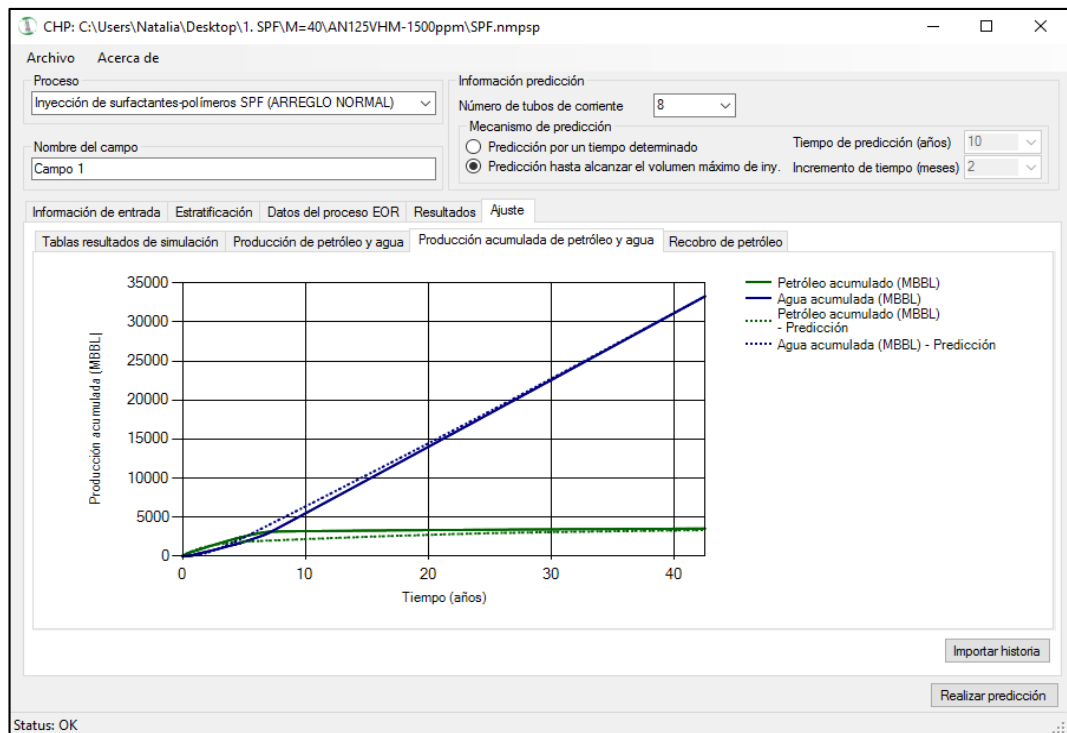 CHP: C:\Users\Natalia\Desktop\1. SPF\M=40\AN125VHM-1500ppm\SPF.nmpsp
Archivo Acerca de
Proceso
Inyección de surfactantes-polímeros SPF (ARREGLO NORMAL)
Nombre del campo
Campo 1
Información predicción
Número de tubos de corriente 8
Mecanismo de predicción
Predicción por un tiempo determinado
Predicción hasta alcanzar el volumen máximo de iny.
Tiempo de predicción (años) 10
Incremento de tiempo (meses) 2
Información de entrada Estratificación Datos del proceso EOR Resultados Ajuste
Tablas resultados de simulación Producción de petróleo y agua Producción acumulada de petróleo y agua Recobro de petróleo
Producción acumulada (MBBL)
35000
30000
25000
20000
15000
10000
5000
0
0 10 20 30 40
Tiempo (años)
Petróleo acumulado (MBBL)
Agua acumulada (MBBL)
Petróleo acumulado (MBBL)
- Predicción
Agua acumulada (MBBL) - Predicción
Importar historia
Realizar predicción
Status: OK